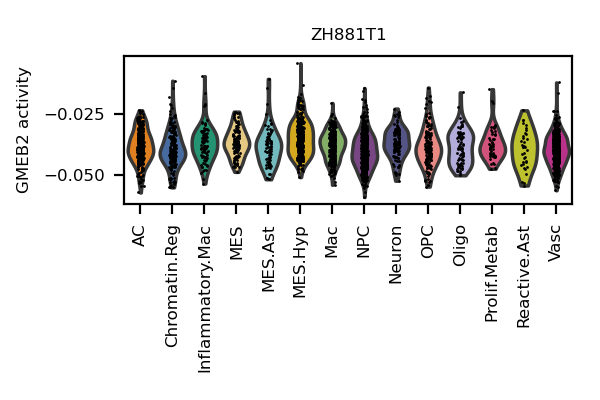 ZH881T1
GMEB2 activity
−0.025
−0.050
AC
Chromatin.Reg
Inflammatory.Mac
MES
MES.Ast
MES.Hyp
Mac
NPC
Neuron
OPC
Oligo
Prolif.Metab
Reactive.Ast
Vasc